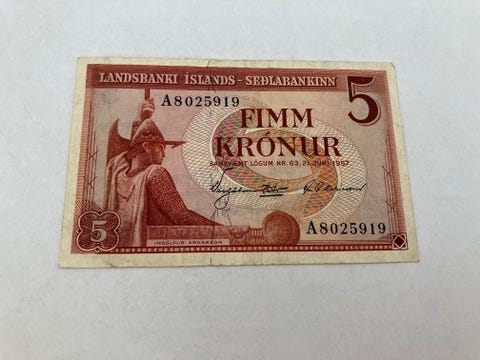 LANDSBANKI ÍSLANDS - SEÐLABANKINN
5
A8025919
FIMM
KRÓNUR
SAMKVÆMT LÖGUM NR. 63, 21. JÚNÍ 1957
A8025919
5
INGÓLFUR ARNARSON